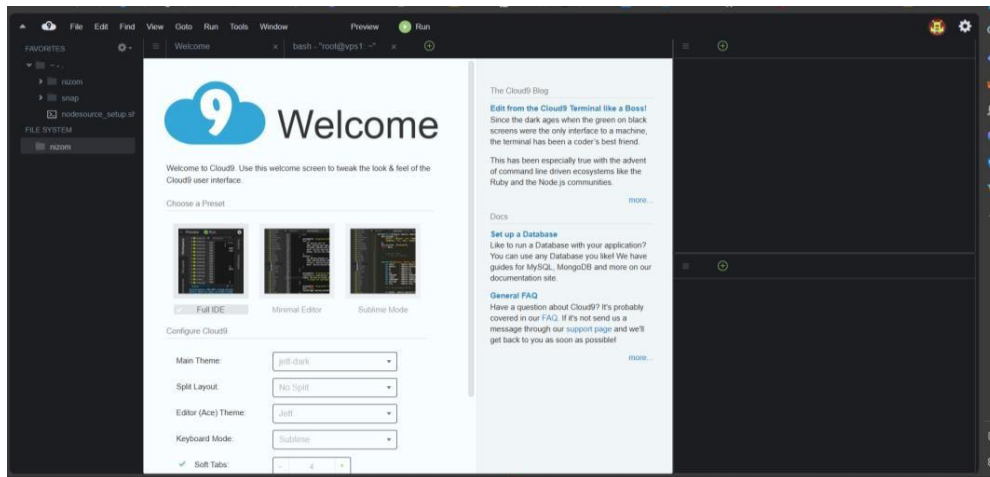 File Edit Find View Goto Run Tools Window Preview Run
FAVORITES
nizom
snap
nodesource_setup.sh
FILE SYSTEM
nizom
Welcome
bash - "root@vps1: ~"
9
Welcome
Welcome to Cloud9. Use this welcome screen to tweak the look & feel of the
Cloud9 user interface.
Choose a Preset
Full IDE
Minimal Editor
Sublime Mode
Configure Cloud9
Main Theme: jett-dark
Split Layout: No Split
Editor (Ace) Theme: Jett
Keyboard Mode: Sublime
Soft Tabs: - 4 +
The Cloud9 Blog
Edit from the Cloud9 Terminal like a Boss!
Since the dark ages when the green on black
screens were the only interface to a machine,
the terminal has been a coder's best friend.
This has been especially true with the advent
of command line driven ecosystems like the
Ruby and the Node.js communities.
more...
Docs
Set up a Database
Like to run a Database with your application?
You can use any Database you like! We have
guides for MySQL, MongoDB and more on our
documentation site.
General FAQ
Have a question about Cloud9? It's probably
covered in our FAQ. If it's not send us a
message through our support page and we'll
get back to you as soon as possible!
more...